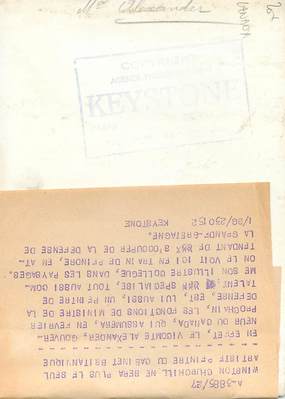 Mr Alexander
CANADA
COPYRIGHT
KEYSTONE
A-3885/27
WINSTON CHURCHILL NE SERA PLUS LE SEUL
ARTISTE PEINTRE DU CABINET BRITANNIQUE
EN EFFET, LE VICOMTE ALEXANDER, GOUVER,
NEUR DU CANADA, QUI ASSUMERA, EN FEVRIER
PROCHAIN, LES FONCTIONS DE MINISTRE DE LA
DEFENSE, EST, LUI AUSSI, UN PEINTRE DE
TALENT, SPECIALISE, TOUT AUSSI COM-
ME SON ILLUSTRE COLLEGUE, DANS LES PAYSAGES.
ON LE VOIT ICI EN TRAIN DE PEINDRE, EN AT-
TENDANT DE S'OCCUPER DE LA DEFENSE DE
LA GRANDE-BRETAGNE.
KEYSTONE